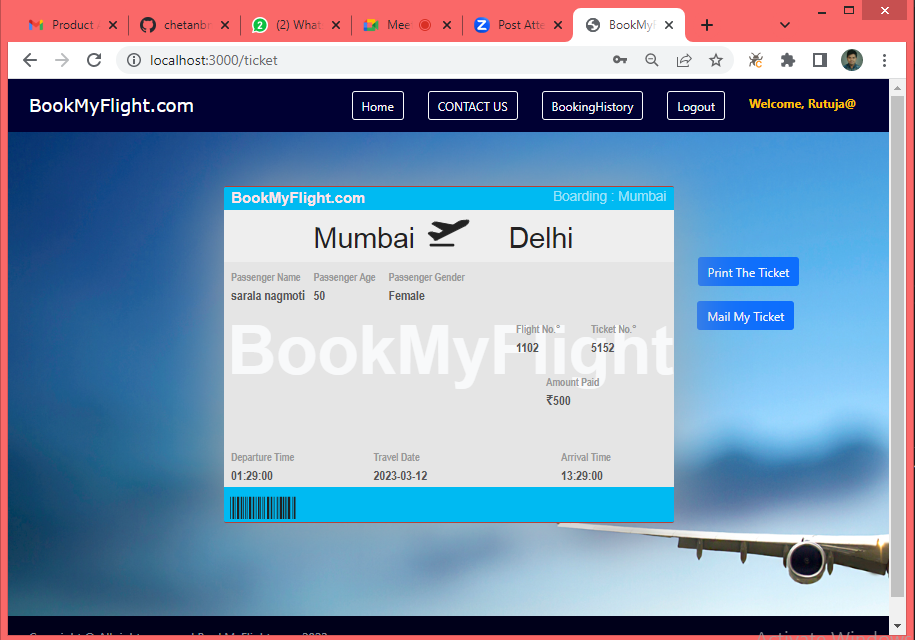 Product
chetanbr
(2) What
Mee
Post Atte
BookMyF
localhost:3000/ticket
BookMyFlight.com
Home
CONTACT US
BookingHistory
Logout
Welcome, Rutuja@
BookMyFlight.com
Boarding : Mumbai
Mumbai
Delhi
Print The Ticket
Mail My Ticket
Passenger Name Passenger Age Passenger Gender
sarala nagmoti 50 Female
BookMyFlight
Flight No.° Ticket No.°
1102 5152
Amount Paid
₹500
Departure Time Travel Date Arrival Time
01:29:00 2023-03-12 13:29:00